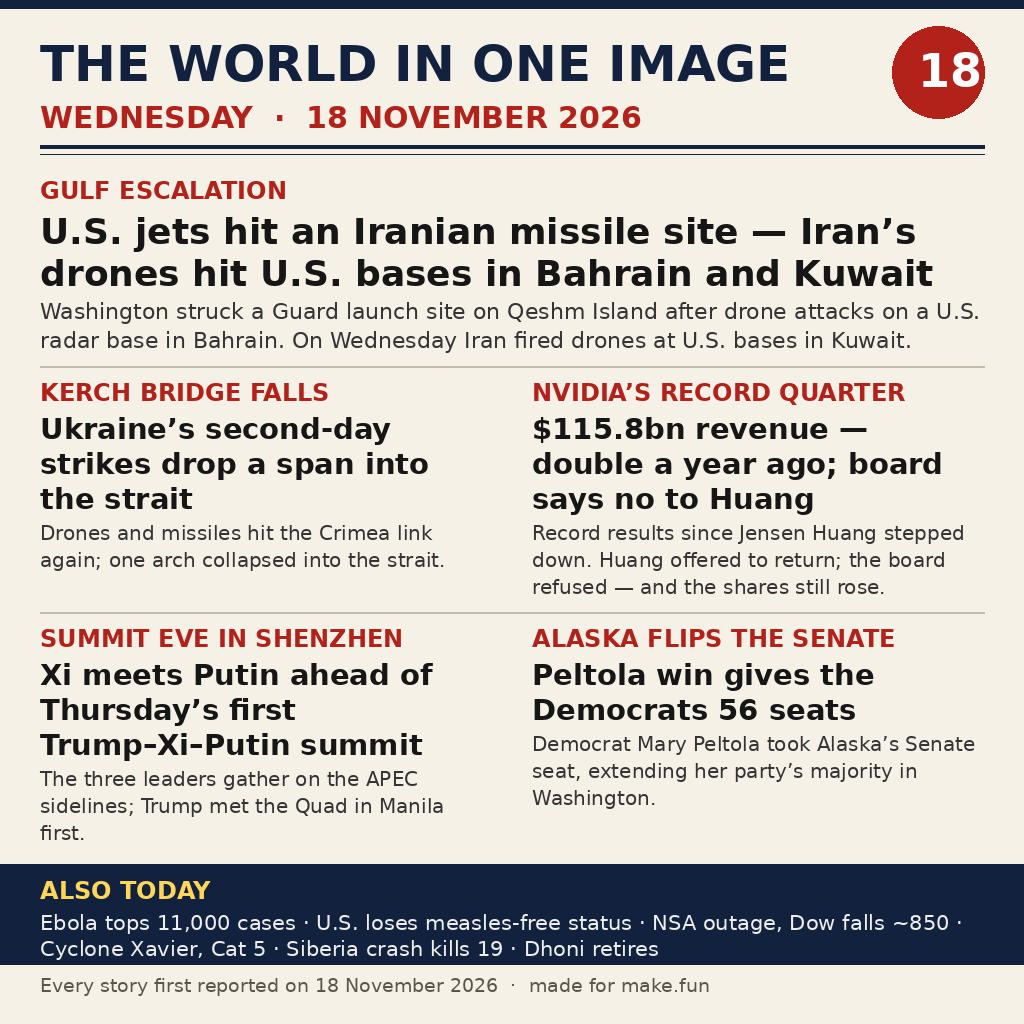 THE WORLD IN ONE IMAGE
18
WEDNESDAY · 18 NOVEMBER 2026
GULF ESCALATION
U.S. jets hit an Iranian missile site — Iran’s
drones hit U.S. bases in Bahrain and Kuwait
Washington struck a Guard launch site on Qeshm Island after drone attacks on a U.S.
radar base in Bahrain. On Wednesday Iran fired drones at U.S. bases in Kuwait.
KERCH BRIDGE FALLS
Ukraine’s second-day
strikes drop a span into
the strait
Drones and missiles hit the Crimea link
again; one arch collapsed into the strait.
NVIDIA’S RECORD QUARTER
$115.8bn revenue —
double a year ago; board
says no to Huang
Record results since Jensen Huang stepped
down. Huang offered to return; the board
refused — and the shares still rose.
SUMMIT EVE IN SHENZHEN
Xi meets Putin ahead of
Thursday’s first
Trump–Xi–Putin summit
The three leaders gather on the APEC
sidelines; Trump met the Quad in Manila
first.
ALASKA FLIPS THE SENATE
Peltola win gives the
Democrats 56 seats
Democrat Mary Peltola took Alaska’s Senate
seat, extending her party’s majority in
Washington.
ALSO TODAY
Ebola tops 11,000 cases · U.S. loses measles-free status · NSA outage, Dow falls ~850 ·
Cyclone Xavier, Cat 5 · Siberia crash kills 19 · Dhoni retires
Every story first reported on 18 November 2026 · made for make.fun